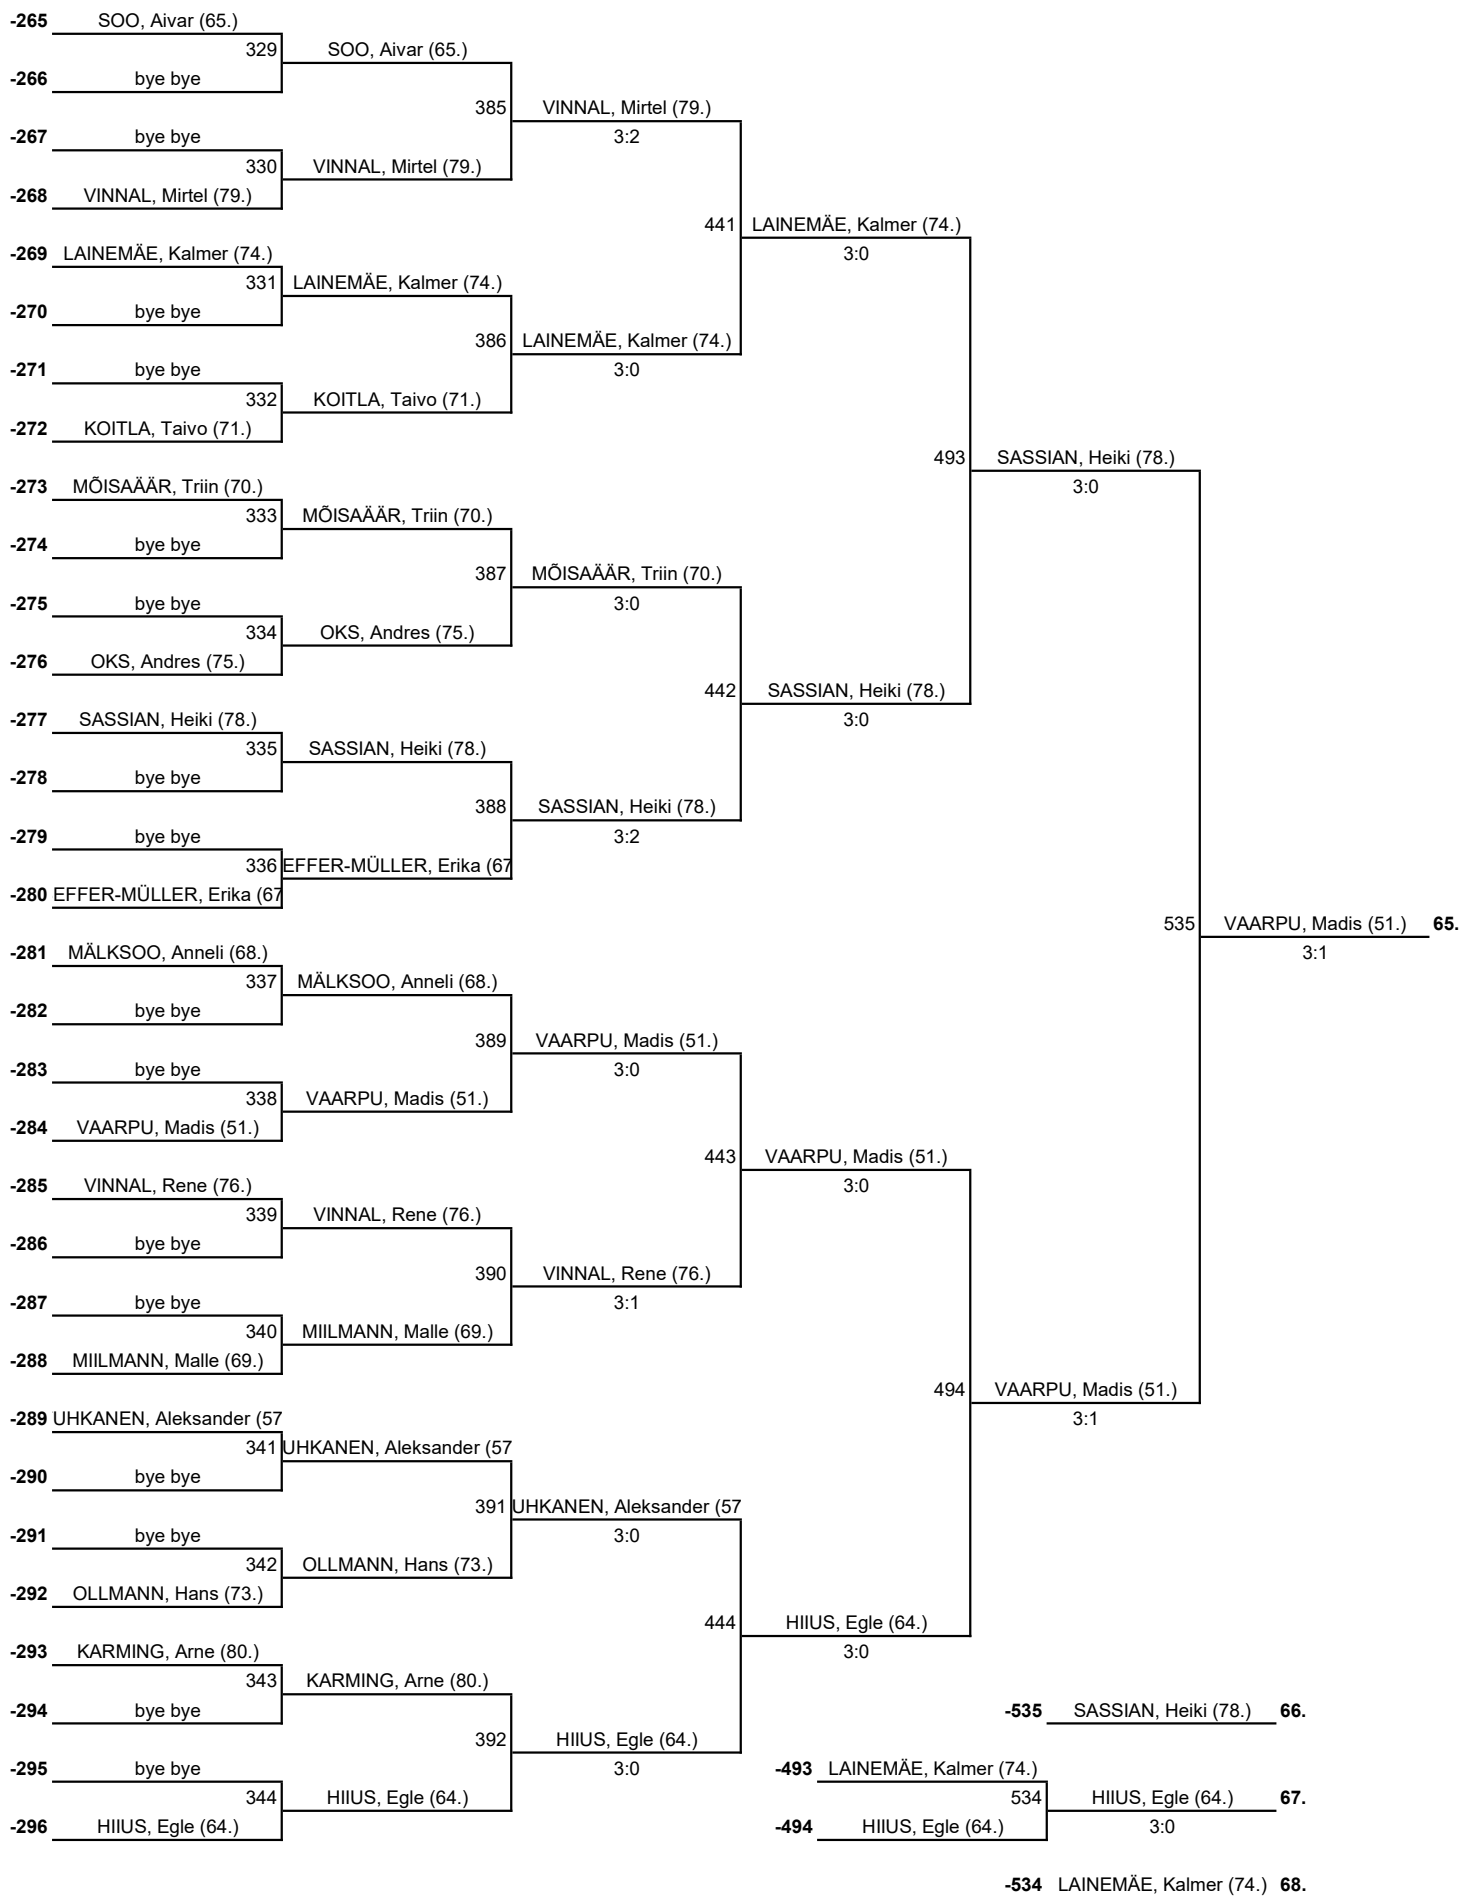 -265 SOO, Aivar (65.)
329 SOO, Aivar (65.)
-266 bye bye
385 VINNAL, Mirtel (79.)
-267 bye bye 3:2
330 VINNAL, Mirtel (79.)
-268 VINNAL, Mirtel (79.)
441 LAINEMÄE, Kalmer (74.)
-269 LAINEMÄE, Kalmer (74.) 3:0
331 LAINEMÄE, Kalmer (74.)
-270 bye bye
386 LAINEMÄE, Kalmer (74.)
-271 bye bye 3:0
332 KOITLA, Taivo (71.)
-272 KOITLA, Taivo (71.)
493 SASSIAN, Heiki (78.)
-273 MÕISAÄÄR, Triin (70.) 3:0
333 MÕISAÄÄR, Triin (70.)
-274 bye bye
387 MÕISAÄÄR, Triin (70.)
-275 bye bye 3:0
334 OKS, Andres (75.)
-276 OKS, Andres (75.)
442 SASSIAN, Heiki (78.)
-277 SASSIAN, Heiki (78.) 3:0
335 SASSIAN, Heiki (78.)
-278 bye bye
388 SASSIAN, Heiki (78.)
-279 bye bye 3:2
336 EFFER-MÜLLER, Erika (67
-280 EFFER-MÜLLER, Erika (67
535 VAARPU, Madis (51.) 65.
-281 MÄLKSOO, Anneli (68.) 3:1
337 MÄLKSOO, Anneli (68.)
-282 bye bye
389 VAARPU, Madis (51.)
-283 bye bye 3:0
338 VAARPU, Madis (51.)
-284 VAARPU, Madis (51.)
443 VAARPU, Madis (51.)
-285 VINNAL, Rene (76.) 3:0
339 VINNAL, Rene (76.)
-286 bye bye
390 VINNAL, Rene (76.)
-287 bye bye 3:1
340 MIILMANN, Malle (69.)
-288 MIILMANN, Malle (69.)
494 VAARPU, Madis (51.)
-289 UHKANEN, Aleksander (57 3:1
341 UHKANEN, Aleksander (57
-290 bye bye
391 UHKANEN, Aleksander (57
-291 bye bye 3:0
342 OLLMANN, Hans (73.)
-292 OLLMANN, Hans (73.)
444 HIIUS, Egle (64.)
-293 KARMING, Arne (80.) 3:0
343 KARMING, Arne (80.)
-294 bye bye -535 SASSIAN, Heiki (78.) 66.
392 HIIUS, Egle (64.)
-295 bye bye 3:0 -493 LAINEMÄE, Kalmer (74.)
344 HIIUS, Egle (64.) 534 HIIUS, Egle (64.) 67.
-296 HIIUS, Egle (64.) -494 HIIUS, Egle (64.) 3:0
-534 LAINEMÄE, Kalmer (74.) 68.